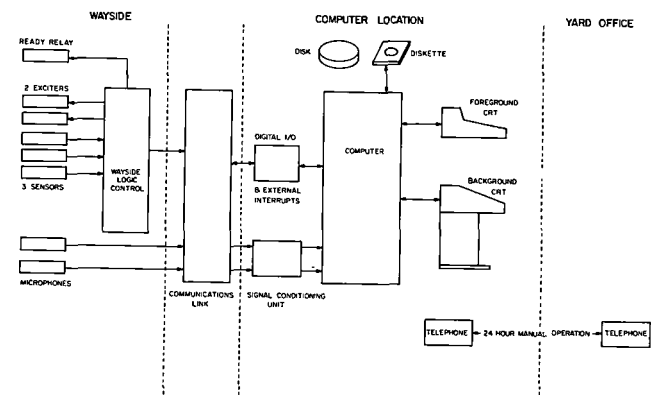 WAYSIDE
COMPUTER LOCATION
YARD OFFICE
READY RELAY
DISK
DISKETTE
2 EXCITERS
FOREGROUND
CRT
DIGITAL I/O
COMPUTER
WAYSIDE
LOGIC
CONTROL
3 SENSORS
& EXTERNAL
INTERRUPTS
BACKGROUND
CRT
MICROPHONES
COMMUNICATIONS
LINK
SIGNAL CONDITIONING
UNIT
TELEPHONE
24 HOUR MANUAL OPERATION
TELEPHONE